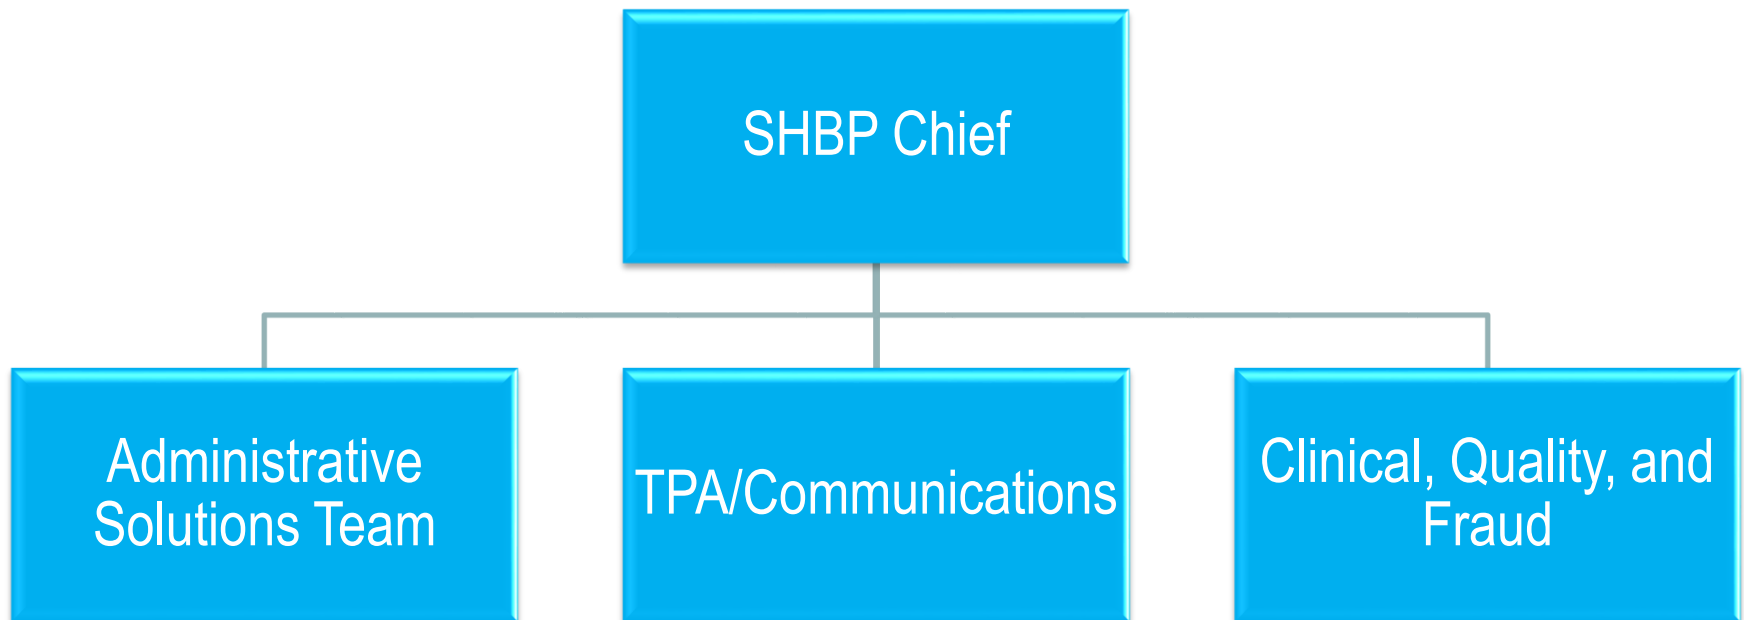 SHBP Chief
Administrative
Solutions Team
TPA/Communications
Clinical, Quality, and
Fraud